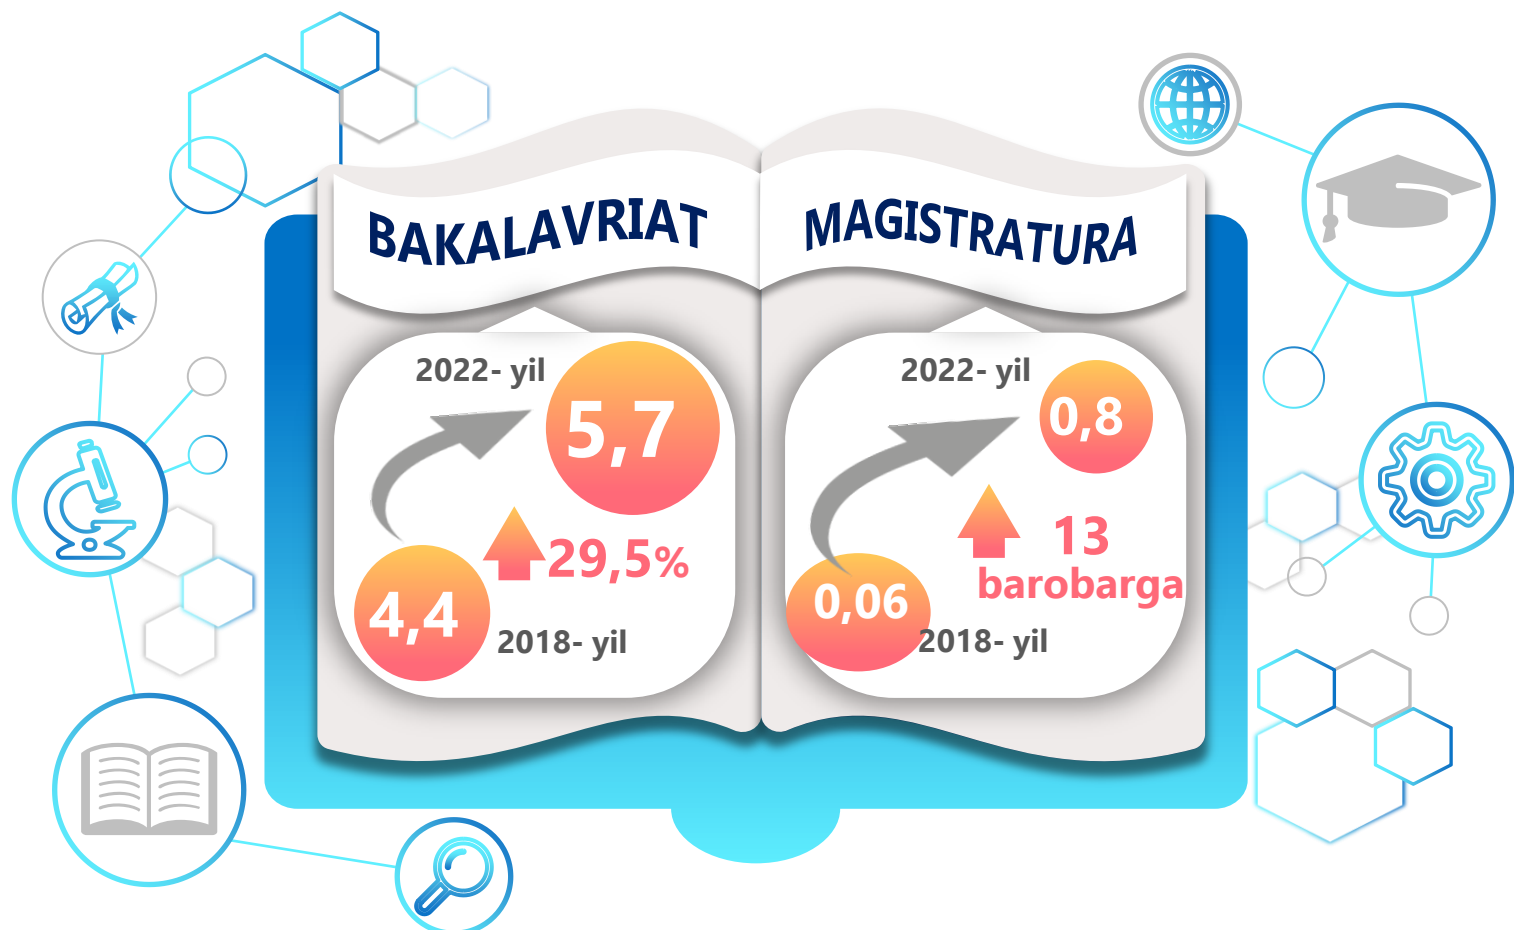 BAKALAVRIAT
2022- yil
5,7
29,5%
4,4
2018- yil
MAGISTRATURA
2022- yil
0,8
13
barobarga
0,06
2018- yil